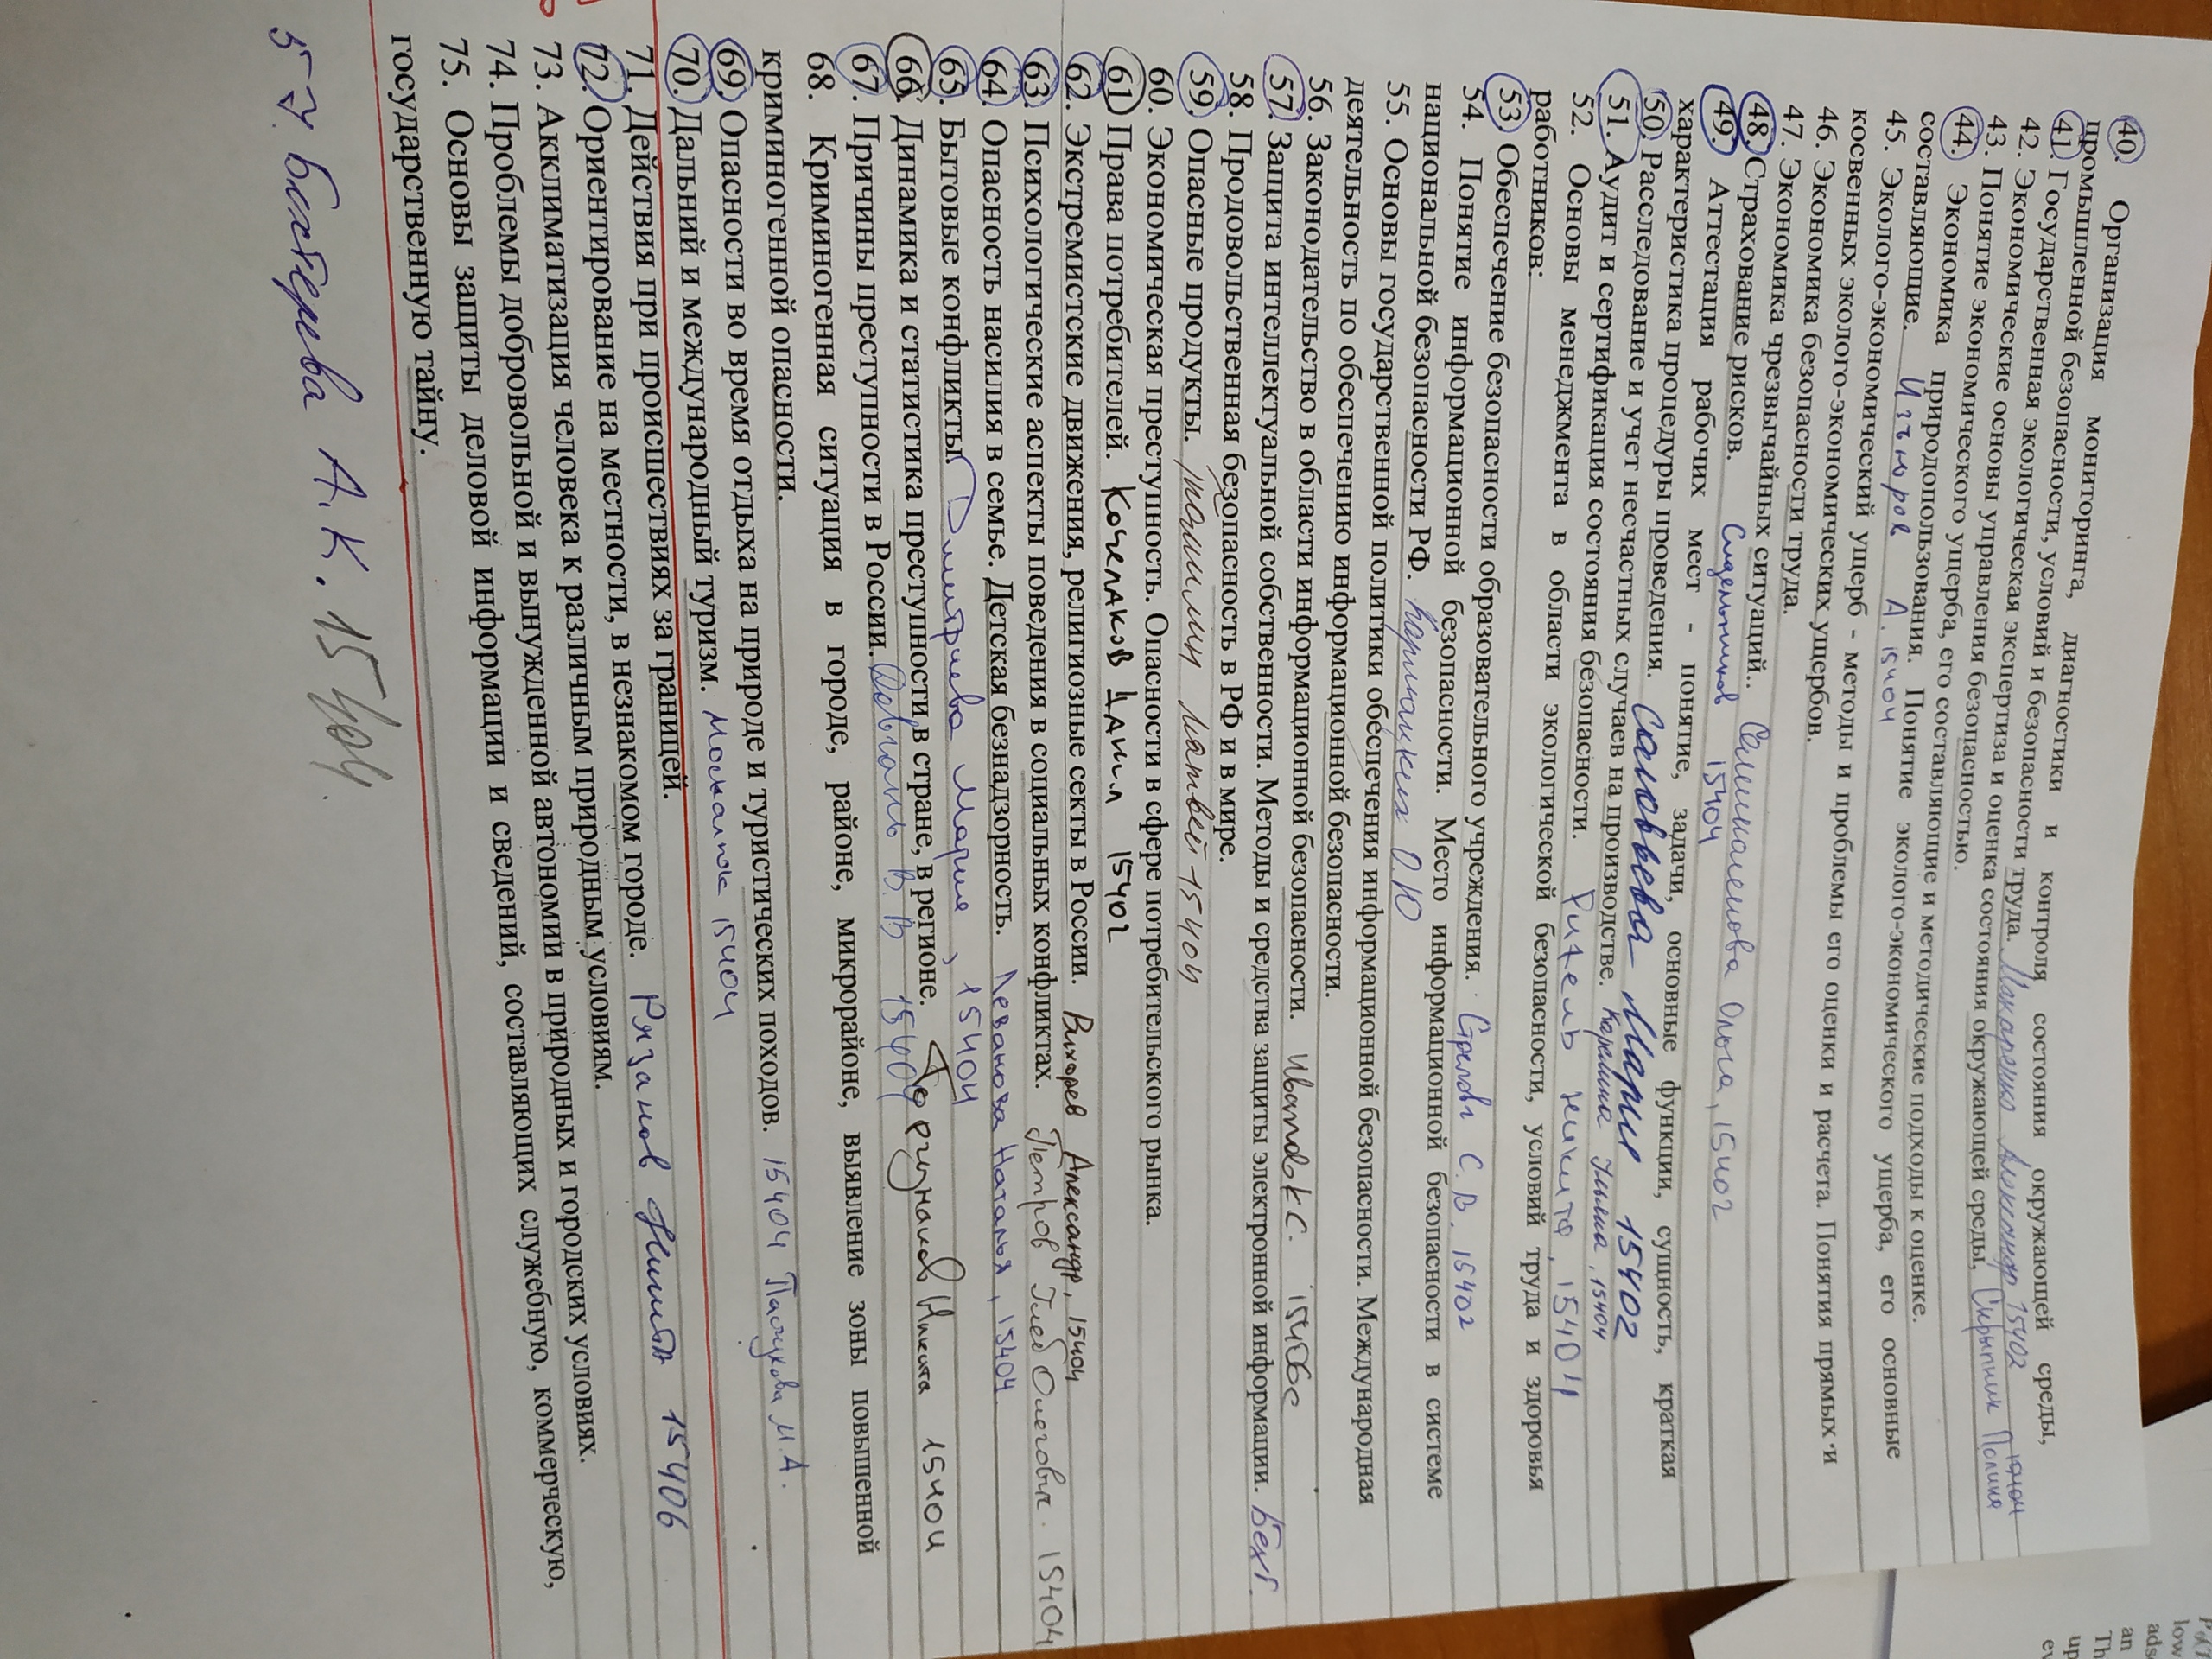 40. Организация мониторинга, диагностики и контроля состояния окружающей среды,
промышленной безопасности, условий и безопасности труда. Макаренко Александр 15402
41. Государственная экологическая экспертиза и оценка состояния окружающей среды, Скрыпник Полина 15404
42. Экономические основы управления безопасностью.
43. Понятие экономического ущерба, его составляющие и методические подходы к оценке.
44. Экономика природопользования. Понятие эколого-экономического ущерба, его основные
составляющие. Изъюров А. 15404
45. Эколого-экономический ущерб - методы и проблемы его оценки и расчета. Понятия прямых и
косвенных эколого-экономических ущербов.
46. Экономика безопасности труда.
47. Экономика чрезвычайных ситуаций.. Ольга, 15402
48. Страхование рисков. Сидельников 15404
49. Аттестация рабочих мест - понятие, задачи, основные функции, сущность, краткая
характеристика процедуры проведения. Соловьева Мария 15402
50. Расследование и учет несчастных случаев на производстве. Карелина Ульяна, 15404
51. Аудит и сертификация состояния безопасности. Никита, 15404
52. Основы менеджмента в области экологической безопасности, условий труда и здоровья
работников:
53. Обеспечение безопасности образовательного учреждения. С.В. 15402
54. Понятие информационной безопасности. Место информационной безопасности в системе
национальной безопасности РФ. О.Ю
55. Основы государственной политики обеспечения информационной безопасности. Международная
деятельность по обеспечению информационной безопасности.
56. Законодательство в области информационной безопасности. Иванов К С. 15406с
57. Защита интеллектуальной собственности. Методы и средства защиты электронной информации. Бехт.
58. Продовольственная безопасность в РФ и в мире.
59. Опасные продукты. Томилин Матвей 15404
60. Экономическая преступность. Опасности в сфере потребительского рынка.
61. Права потребителей. Кочелаков Данил 15402
62. Экстремистские движения, религиозные секты в России. Вихорев Александр, 15404
63. Психологические аспекты поведения в социальных конфликтах. Петров Глеб Олегович. 15404
64. Опасность насилия в семье. Детская безнадзорность. Леванова Наталья, 15404
65. Бытовые конфликты. Дмитриева Мария, 15404
66. Динамика и статистика преступности в стране, в регионе. Торгунаков Никита 15404
67. Причины преступности в России. Довгань В.В 15404
68. Криминогенная ситуация в городе, районе, микрорайоне, выявление зоны повышенной
криминогенной опасности.
69. Опасности во время отдыха на природе и туристических походов. 15404 М.А.
70. Дальний и международный туризм. Москалюк 15404
71. Действия при происшествиях за границей.
72. Ориентирование на местности, в незнакомом городе. Рязанов Никита 15406
73. Акклиматизация человека к различным природным условиям.
74. Проблемы добровольной и вынужденной автономии в природных и городских условиях.
75. Основы защиты деловой информации и сведений, составляющих служебную, коммерческую,
государственную тайну.
57. Бехтерева А.К. 15404.